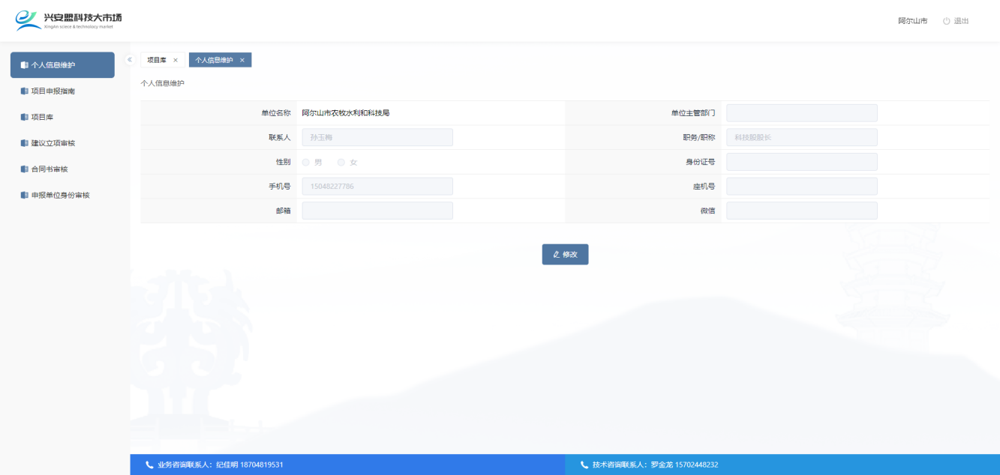 兴安盟科技大市场
XingAn sciece & technolocy market
阿尔山市 退出
个人信息维护
项目申报指南
项目库
建议立项审核
合同书审核
申报单位身份审核
项目库 × 个人信息维护 ×
个人信息维护
单位名称 阿尔山市农牧水利和科技局 单位主管部门
联系人 孙玉梅 职务/职称 科技股股长
性别 男 女 身份证号
手机号 15048227786 座机号
邮箱 微信
修改
业务咨询联系人：纪佳明 18704819531 技术咨询联系人：罗金龙 15702448232